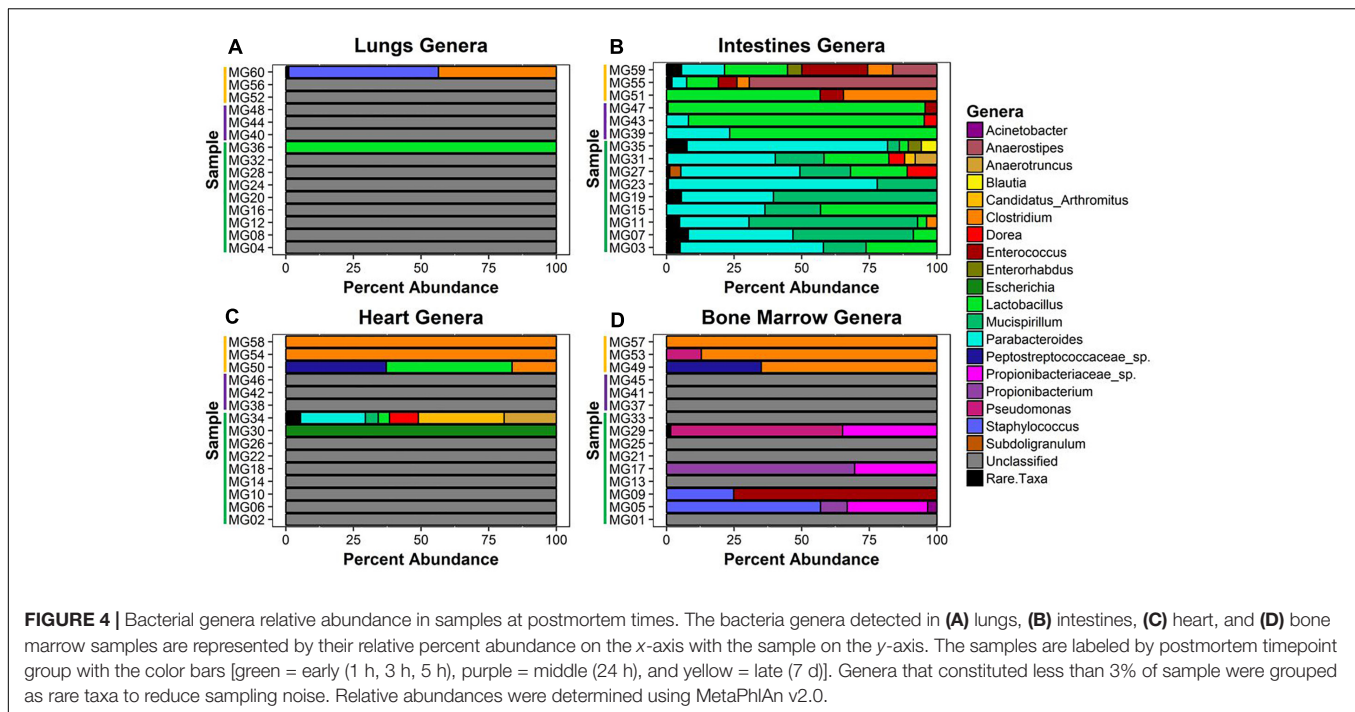 A
Lungs Genera
MG60
MG56
MG52
MG48
MG44
MG40
MG36
MG32
MG28
MG24
MG20
MG16
MG12
MG08
MG04
Sample
0 25 50 75 100
Percent Abundance
B
Intestines Genera
MG59
MG55
MG51
MG47
MG43
MG39
MG35
MG31
MG27
MG23
MG19
MG15
MG11
MG07
MG03
Sample
0 25 50 75 100
Percent Abundance
C
Heart Genera
MG58
MG54
MG50
MG46
MG42
MG38
MG34
MG30
MG26
MG22
MG18
MG14
MG10
MG06
MG02
Sample
0 25 50 75 100
Percent Abundance
D
Bone Marrow Genera
MG57
MG53
MG49
MG45
MG41
MG37
MG33
MG29
MG25
MG21
MG17
MG13
MG09
MG05
MG01
Sample
0 25 50 75 100
Percent Abundance
Genera
Acinetobacter
Anaerostipes
Anaerotruncus
Blautia
Candidatus_Arthromitus
Clostridium
Dorea
Enterococcus
Enterorhabdus
Escherichia
Lactobacillus
Mucispirillum
Parabacteroides
Peptostreptococcaceae_sp.
Propionibacteriaceae_sp.
Propionibacterium
Pseudomonas
Staphylococcus
Subdoligranulum
Unclassified
Rare.Taxa
FIGURE 4 | Bacterial genera relative abundance in samples at postmortem times. The bacteria genera detected in (A) lungs, (B) intestines, (C) heart, and (D) bone
marrow samples are represented by their relative percent abundance on the x-axis with the sample on the y-axis. The samples are labeled by postmortem timepoint
group with the color bars [green = early (1 h, 3 h, 5 h), purple = middle (24 h), and yellow = late (7 d)]. Genera that constituted less than 3% of sample were grouped
as rare taxa to reduce sampling noise. Relative abundances were determined using MetaPhlAn v2.0.